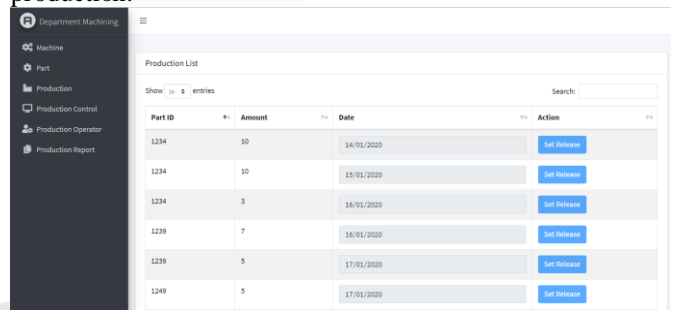 production.
Department Machining
Machine
Part
Production
Production Control
Production Operator
Production Report
Production List
Show 10 entries
Search:
Part ID Amount Date Action
1234 10 14/01/2020 Set Release
1234 10 15/01/2020 Set Release
1234 3 16/01/2020 Set Release
1239 7 16/01/2020 Set Release
1239 5 17/01/2020 Set Release
1249 5 17/01/2020 Set Release